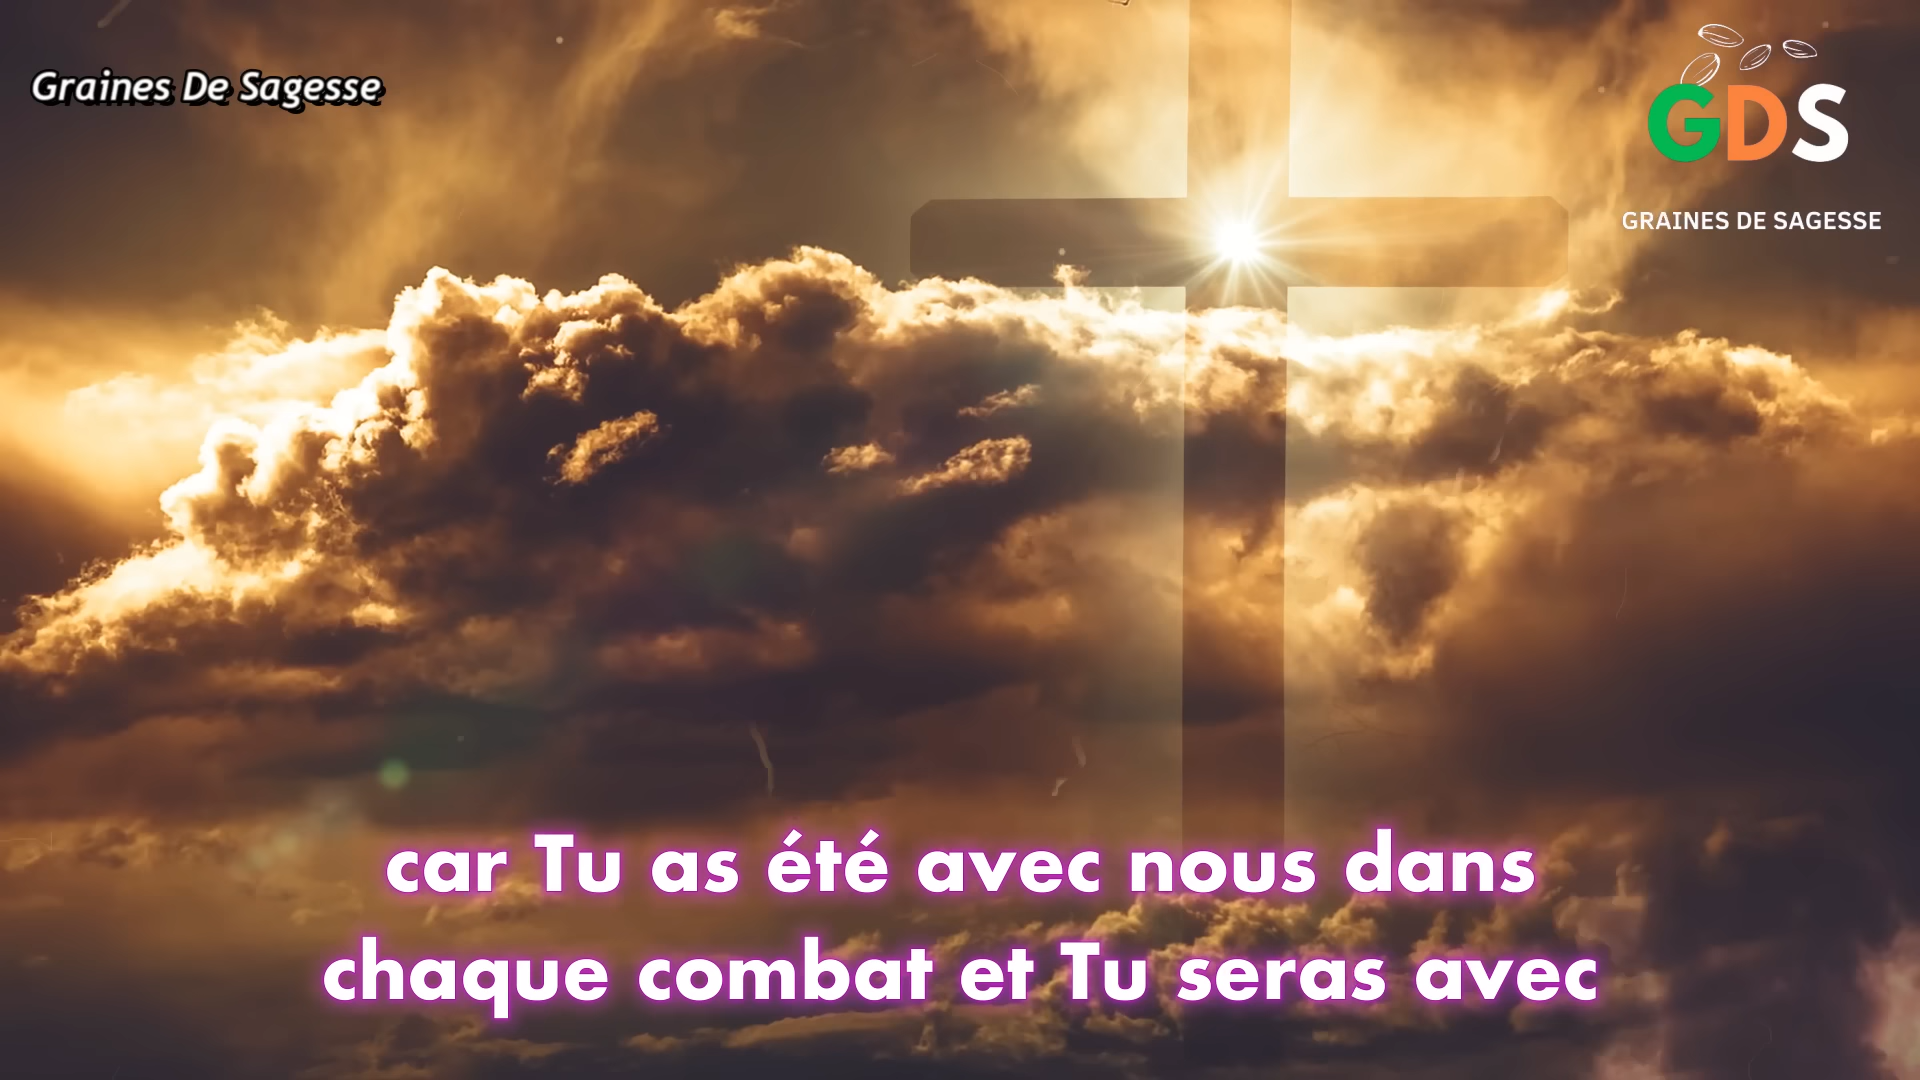 Graines De Sagesse
GDS
GRAINES DE SAGESSE
car Tu as été avec nous dans
chaque combat et Tu seras avec